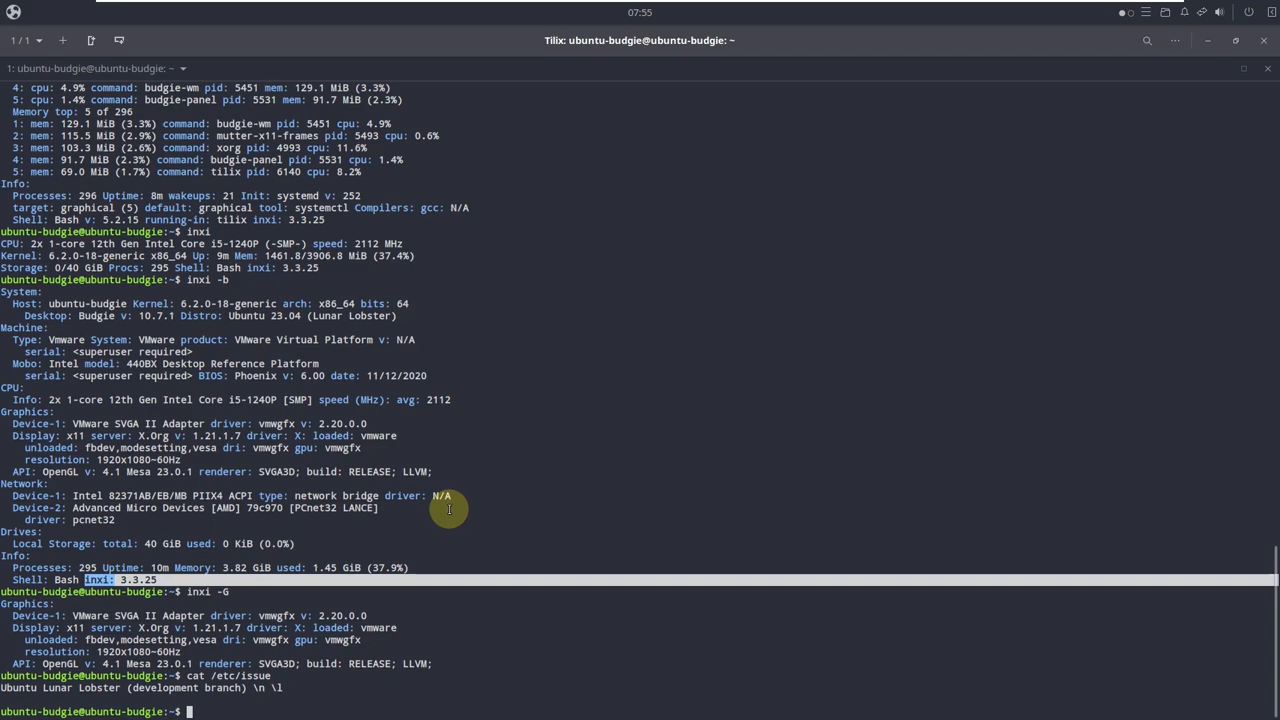 07:55
1 / 1
Tilix: ubuntu-budgie@ubuntu-budgie: ~
1: ubuntu-budgie@ubuntu-budgie: ~
4: cpu: 4.9% command: budgie-wm pid: 5451 mem: 129.1 MiB (3.3%)
5: cpu: 1.4% command: budgie-panel pid: 5531 mem: 91.7 MiB (2.3%)
Memory top: 5 of 296
1: mem: 129.1 MiB (3.3%) command: budgie-wm pid: 5451 cpu: 4.9%
2: mem: 115.5 MiB (2.9%) command: mutter-x11-frames pid: 5493 cpu: 0.6%
3: mem: 103.3 MiB (2.6%) command: xorg pid: 4993 cpu: 11.6%
4: mem: 91.7 MiB (2.3%) command: budgie-panel pid: 5531 cpu: 1.4%
5: mem: 69.0 MiB (1.7%) command: tilix pid: 6140 cpu: 8.2%
Info:
Processes: 296 Uptime: 8m wakeups: 21 Init: systemd v: 252
target: graphical (5) default: graphical tool: systemctl Compilers: gcc: N/A
Shell: Bash v: 5.2.15 running-in: tilix inxi: 3.3.25
ubuntu-budgie@ubuntu-budgie:~$ inxi
CPU: 2x 1-core 12th Gen Intel Core i5-1240P (-SMP-) speed: 2112 MHz
Kernel: 6.2.0-18-generic x86_64 Up: 9m Mem: 1461.8/3906.8 MiB (37.4%)
Storage: 0/40 GiB Procs: 295 Shell: Bash inxi: 3.3.25
ubuntu-budgie@ubuntu-budgie:~$ inxi -b
System:
Host: ubuntu-budgie Kernel: 6.2.0-18-generic arch: x86_64 bits: 64
Desktop: Budgie v: 10.7.1 Distro: Ubuntu 23.04 (Lunar Lobster)
Machine:
Type: Vmware System: VMware product: VMware Virtual Platform v: N/A
serial: <superuser required>
Mobo: Intel model: 440BX Desktop Reference Platform
serial: <superuser required> BIOS: Phoenix v: 6.00 date: 11/12/2020
CPU:
Info: 2x 1-core 12th Gen Intel Core i5-1240P [SMP] speed (MHz): avg: 2112
Graphics:
Device-1: VMware SVGA II Adapter driver: vmwgfx v: 2.20.0.0
Display: x11 server: X.Org v: 1.21.1.7 driver: X: loaded: vmware
unloaded: fbdev,modesetting,vesa dri: vmwgfx gpu: vmwgfx
resolution: 1920x1080~60Hz
API: OpenGL v: 4.1 Mesa 23.0.1 renderer: SVGA3D; build: RELEASE; LLVM;
Network:
Device-1: Intel 82371AB/EB/MB PIIX4 ACPI type: network bridge driver: N/A
Device-2: Advanced Micro Devices [AMD] 79c970 [PCnet32 LANCE]
driver: pcnet32
Drives:
Local Storage: total: 40 GiB used: 0 KiB (0.0%)
Info:
Processes: 295 Uptime: 10m Memory: 3.82 GiB used: 1.45 GiB (37.9%)
Shell: Bash inxi: 3.3.25
ubuntu-budgie@ubuntu-budgie:~$ inxi -G
Graphics:
Device-1: VMware SVGA II Adapter driver: vmwgfx v: 2.20.0.0
Display: x11 server: X.Org v: 1.21.1.7 driver: X: loaded: vmware
unloaded: fbdev,modesetting,vesa dri: vmwgfx gpu: vmwgfx
resolution: 1920x1080~60Hz
API: OpenGL v: 4.1 Mesa 23.0.1 renderer: SVGA3D; build: RELEASE; LLVM;
ubuntu-budgie@ubuntu-budgie:~$ cat /etc/issue
Ubuntu Lunar Lobster (development branch) \n \l
ubuntu-budgie@ubuntu-budgie:~$